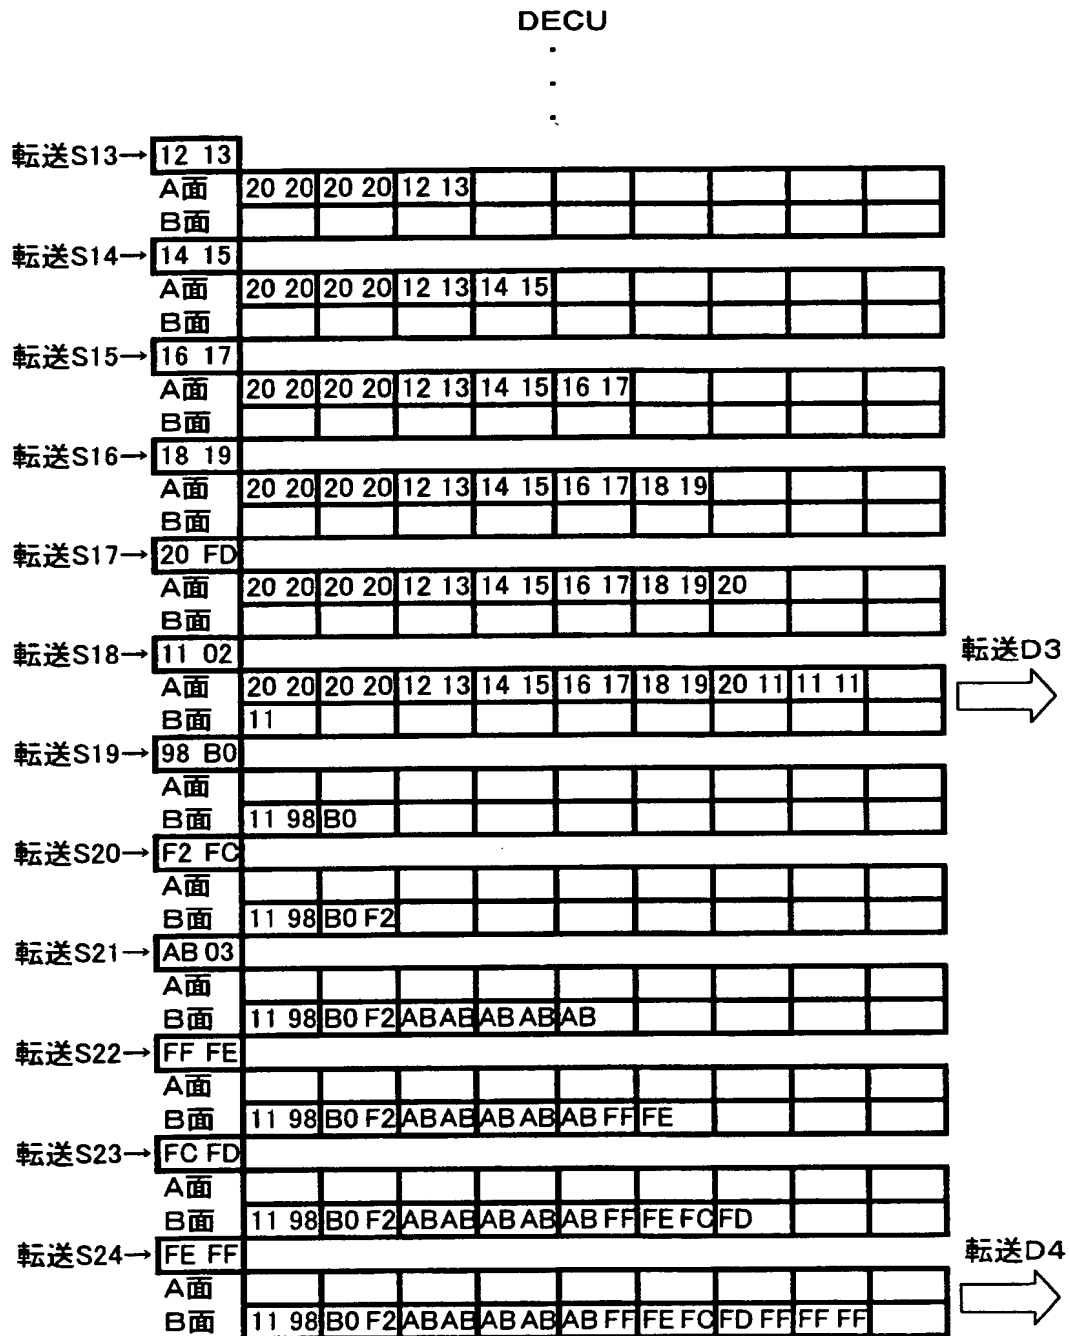 DECU
転送S13→ 12 13
A面 20 20 20 20 12 13
B面
転送S14→ 14 15
A面 20 20 20 20 12 13 14 15
B面
転送S15→ 16 17
A面 20 20 20 20 12 13 14 15 16 17
B面
転送S16→ 18 19
A面 20 20 20 20 12 13 14 15 16 17 18 19
B面
転送S17→ 20 FD
A面 20 20 20 20 12 13 14 15 16 17 18 19 20
B面
転送S18→ 11 02 転送D3
A面 20 20 20 20 12 13 14 15 16 17 18 19 20 11 11 11
B面 11
転送S19→ 98 B0
A面
B面 11 98 B0
転送S20→ F2 FC
A面
B面 11 98 B0 F2
転送S21→ AB 03
A面
B面 11 98 B0 F2 AB AB AB AB AB
転送S22→ FF FE
A面
B面 11 98 B0 F2 AB AB AB AB AB FF FE
転送S23→ FC FD
A面
B面 11 98 B0 F2 AB AB AB AB AB FF FE FC FD
転送S24→ FE FF 転送D4
A面
B面 11 98 B0 F2 AB AB AB AB AB FF FE FC FD FF FF FF